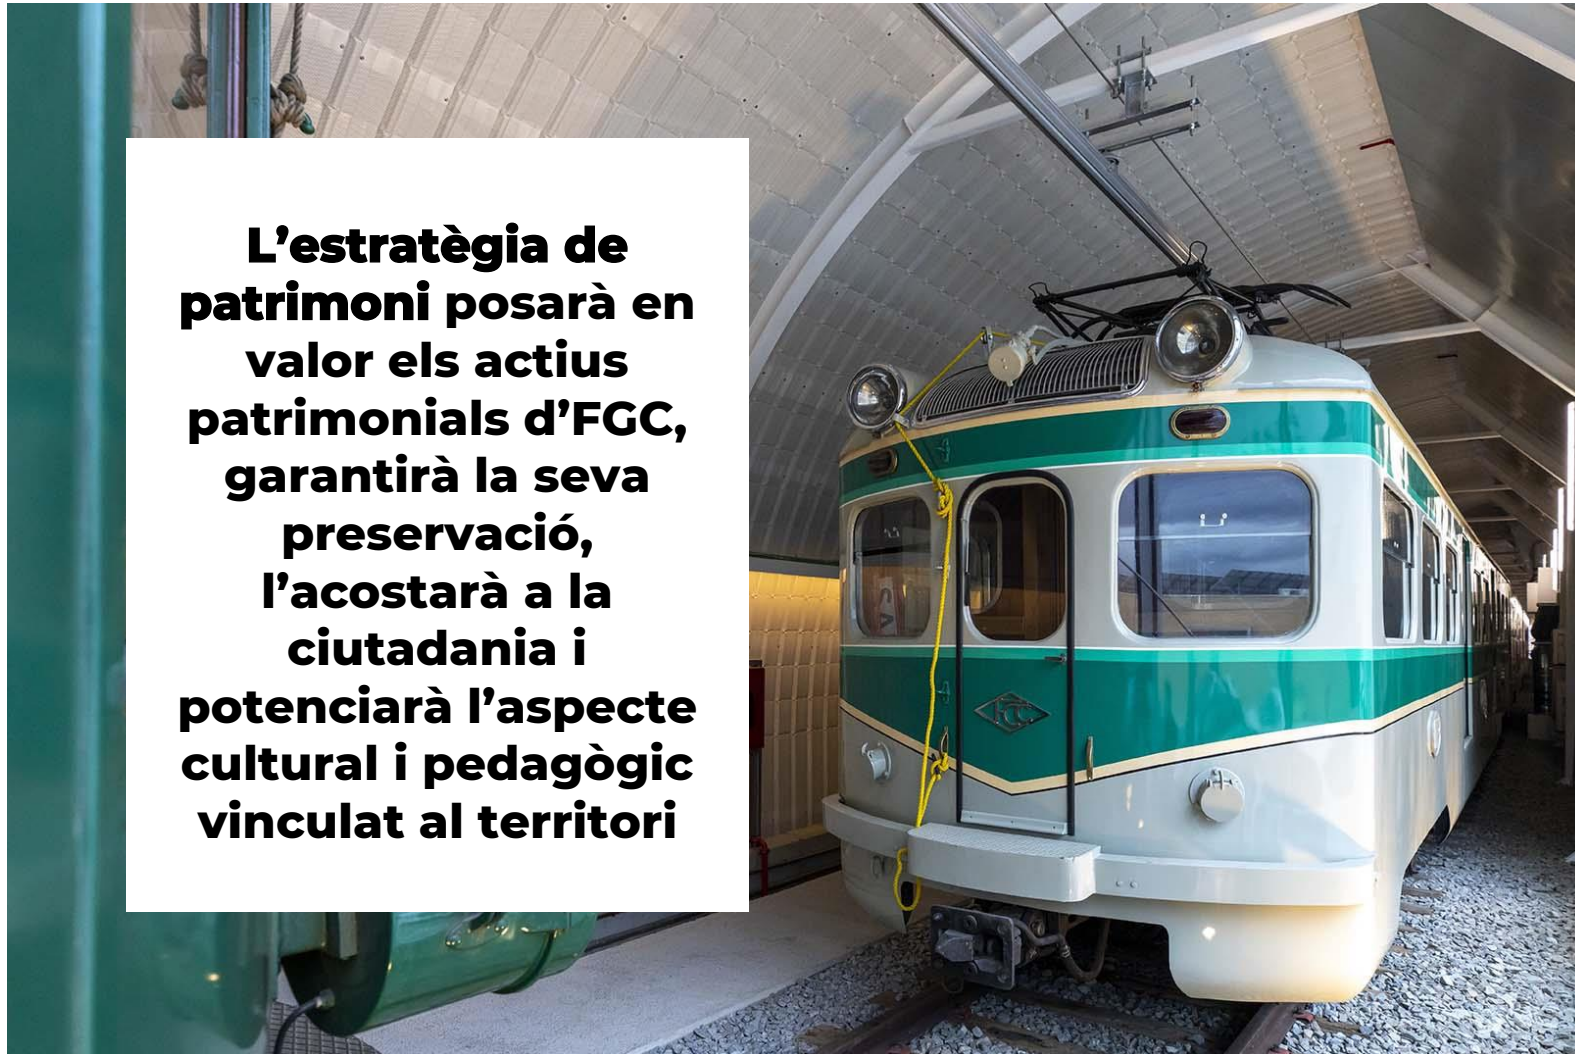 L’estratègia de
patrimoni posarà en
valor els actius
patrimonials d’FGC,
garantirà la seva
preservació,
l’acostarà a la
ciutadania i
potenciarà l’aspecte
cultural i pedagògic
vinculat al territori